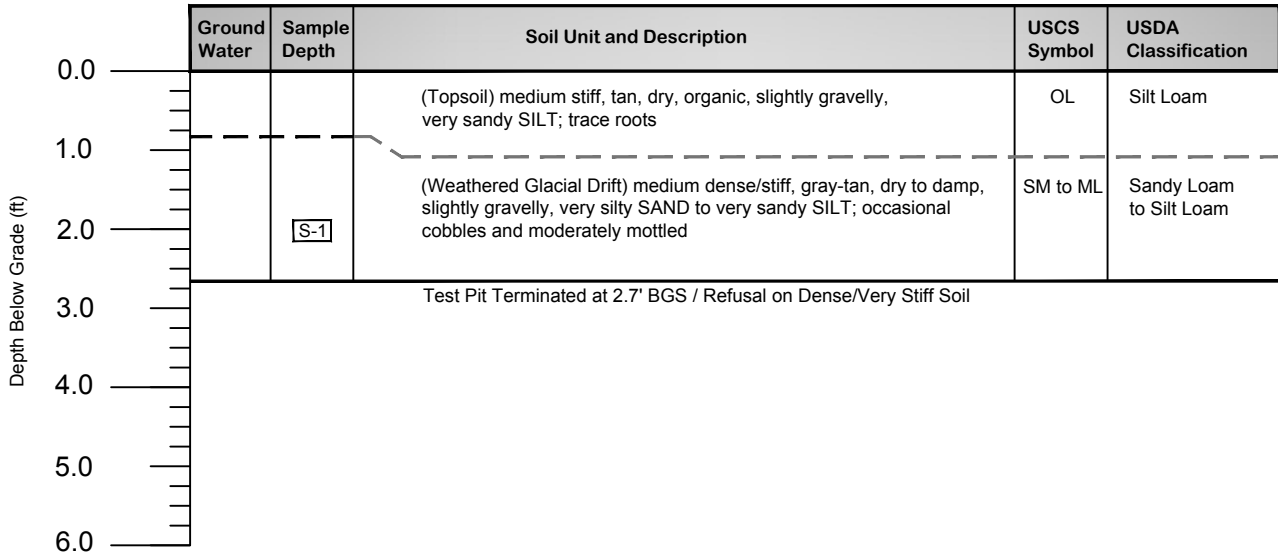 Ground Water
Sample Depth
Soil Unit and Description
USCS Symbol
USDA Classification
0.0
(Topsoil) medium stiff, tan, dry, organic, slightly gravelly,
very sandy SILT; trace roots
OL
Silt Loam
1.0
(Weathered Glacial Drift) medium dense/stiff, gray-tan, dry to damp,
slightly gravelly, very silty SAND to very sandy SILT; occasional
cobbles and moderately mottled
SM to ML
Sandy Loam
to Silt Loam
2.0
S-1
Test Pit Terminated at 2.7' BGS / Refusal on Dense/Very Stiff Soil
3.0
4.0
5.0
6.0
Depth Below Grade (ft)